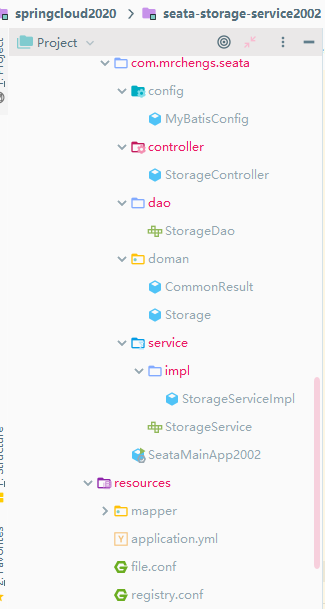 springcloud2020 > seata-storage-service2002
Project
com.mrchengs.seata
config
MyBatisConfig
controller
StorageController
dao
StorageDao
doman
CommonResult
Storage
service
impl
StorageServiceImpl
StorageService
SeataMainApp2002
resources
mapper
application.yml
file.conf
registry.conf
Project
Structure
2: Favorites